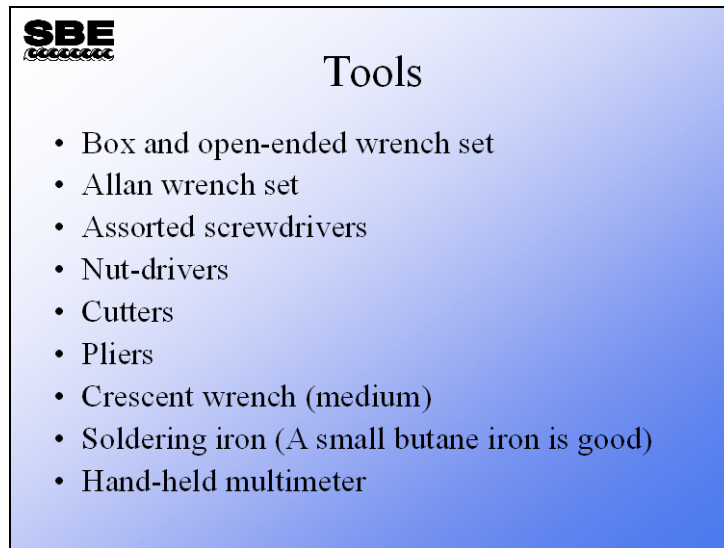 SBE
Tools
• Box and open-ended wrench set
• Allan wrench set
• Assorted screwdrivers
• Nut-drivers
• Cutters
• Pliers
• Crescent wrench (medium)
• Soldering iron (A small butane iron is good)
• Hand-held multimeter